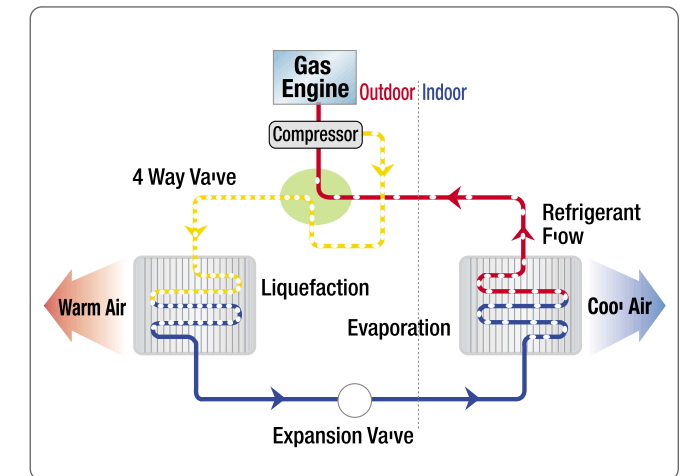 Gas
Engine
Outdoor
Indoor
Compressor
4 Way Valve
Refrigerant
Flow
Liquefaction
Warm Air
Cool Air
Evaporation
Expansion Valve